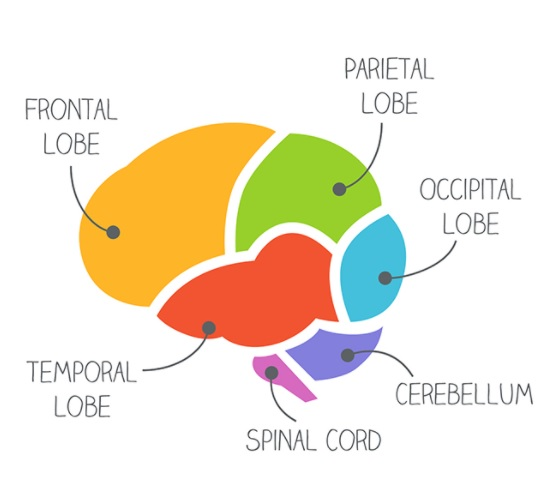 FRONTAL
LOBE
PARIETAL
LOBE
OCCIPITAL
LOBE
TEMPORAL
LOBE
CEREBELLUM
SPINAL CORD